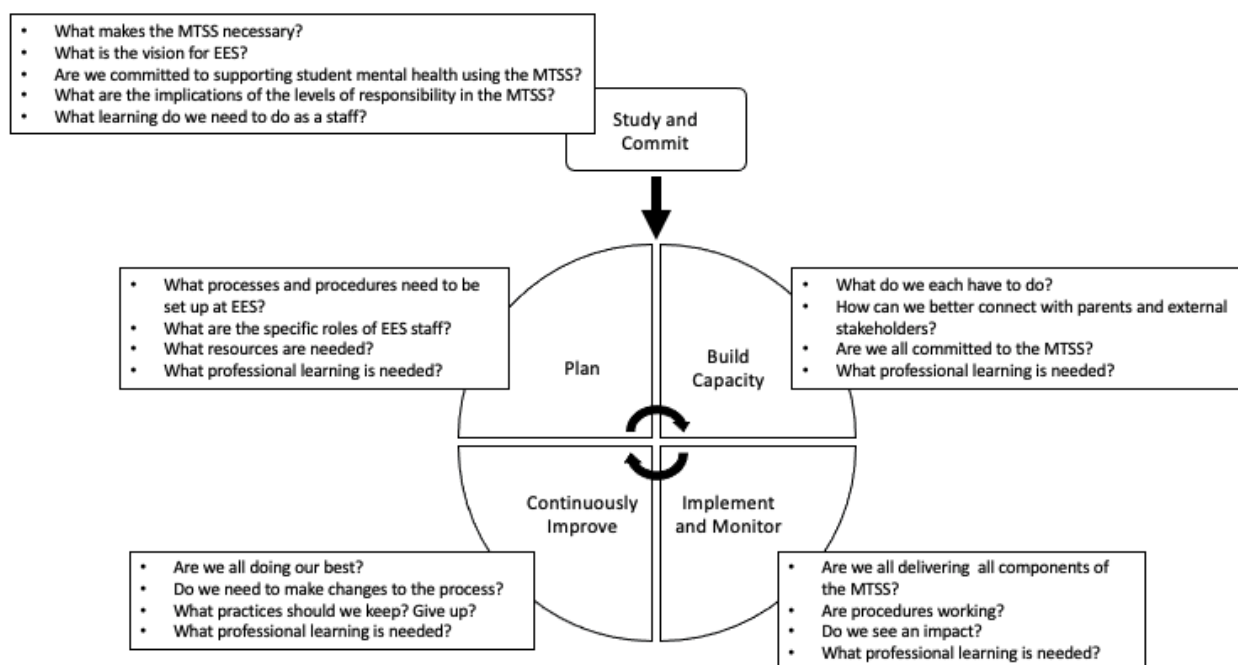 • What makes the MTSS necessary?
• What is the vision for EES?
• Are we committed to supporting student mental health using the MTSS?
• What are the implications of the levels of responsibility in the MTSS?
• What learning do we need to do as a staff?
Study and
Commit
• What processes and procedures need to be
set up at EES?
• What are the specific roles of EES staff?
• What resources are needed?
• What professional learning is needed?
Plan
Build
Capacity
• What do we each have to do?
• How can we better connect with parents and external
stakeholders?
• Are we all committed to the MTSS?
• What professional learning is needed?
Continuously
Improve
Implement
and Monitor
• Are we all doing our best?
• Do we need to make changes to the process?
• What practices should we keep? Give up?
• What professional learning is needed?
• Are we all delivering all components of
the MTSS?
• Are procedures working?
• Do we see an impact?
• What professional learning is needed?